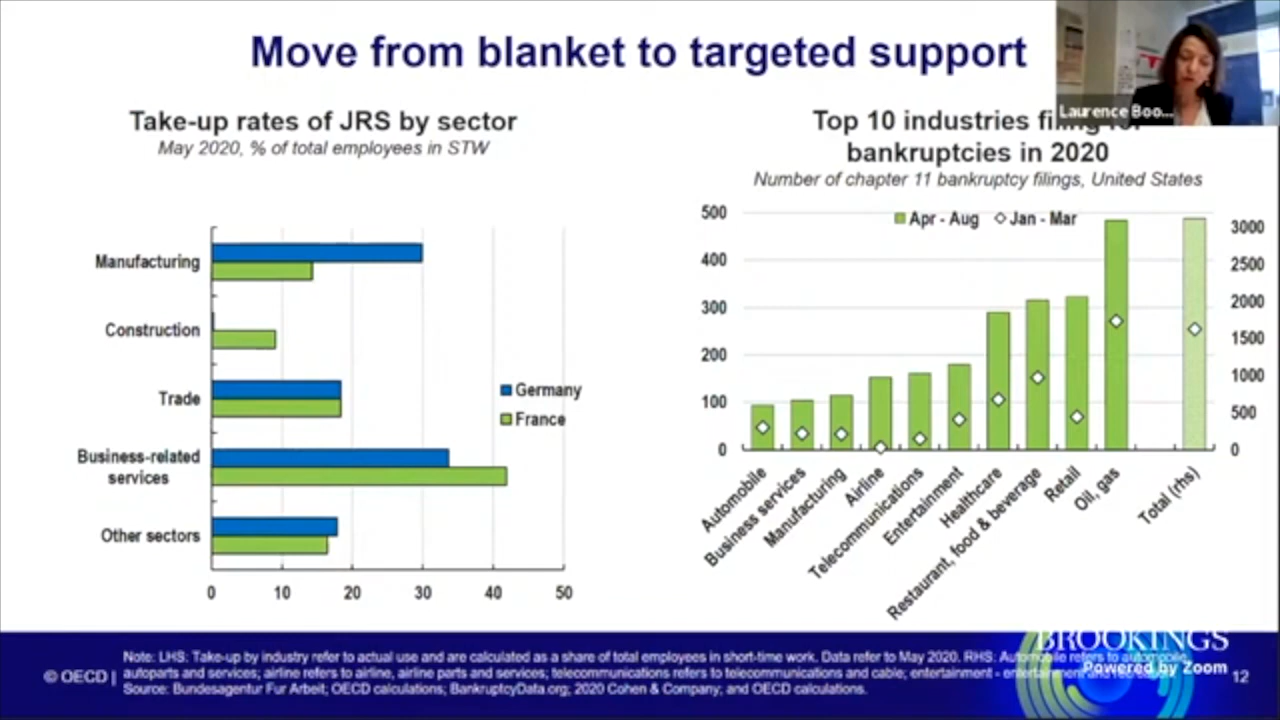 Move from blanket to targeted support
Laurence Boo...
Take-up rates of JRS by sector
May 2020, % of total employees in STW
Manufacturing
Construction
Trade
Business-related
services
Other sectors
Germany
France
0 10 20 30 40 50
Top 10 industries filing for
bankruptcies in 2020
Number of chapter 11 bankruptcy filings, United States
Apr - Aug Jan - Mar
500
400
300
200
100
0
3000
2500
2000
1500
1000
500
0
Automobile
Business services
Manufacturing
Airline
Telecommunications
Entertainment
Healthcare
Restaurant, food & beverage
Retail
Oil, gas
Total (rhs)
© OECD |
Note: LHS: Take-up by industry refer to actual use and are calculated as a share of total employees in short-time work. Data refer to May 2020. RHS: Automobile refers to automobile,
autoparts and services; airline refers to airline, airline parts and services; telecommunications refers to telecommunications and cable; entertainment - entertainment and
Source: Bundesagentur Fur Arbeit, OECD calculations; BankruptcyData.org; 2020 Cohen & Company; and OECD calculations.
BROOKINGS
Powered by Zoom
12